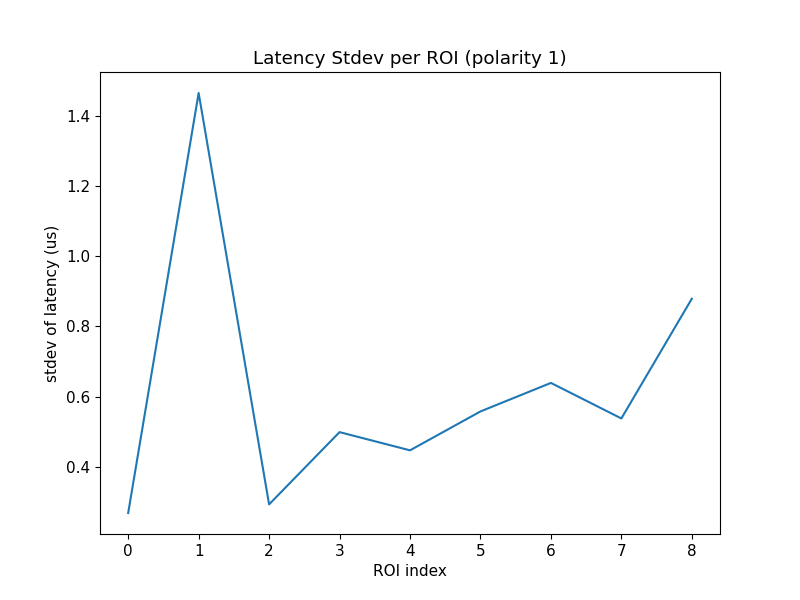 Latency Stdev per ROI (polarity 1)
stdev of latency (us)
1.4
1.2
1.0
0.8
0.6
0.4
0 1 2 3 4 5 6 7 8
ROI index